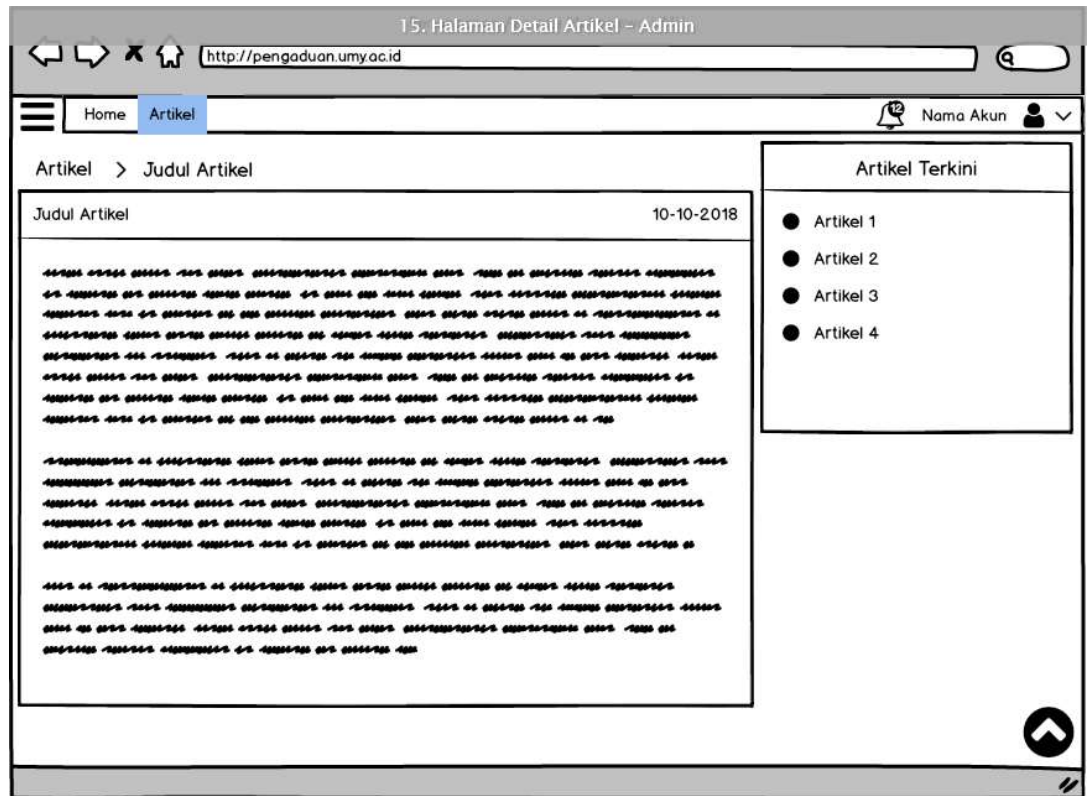 15. Halaman Detail Artikel - Admin
http://pengaduan.umy.ac.id
Home Artikel 12 Nama Akun
Artikel > Judul Artikel
Judul Artikel 10-10-2018
Artikel Terkini
Artikel 1
Artikel 2
Artikel 3
Artikel 4